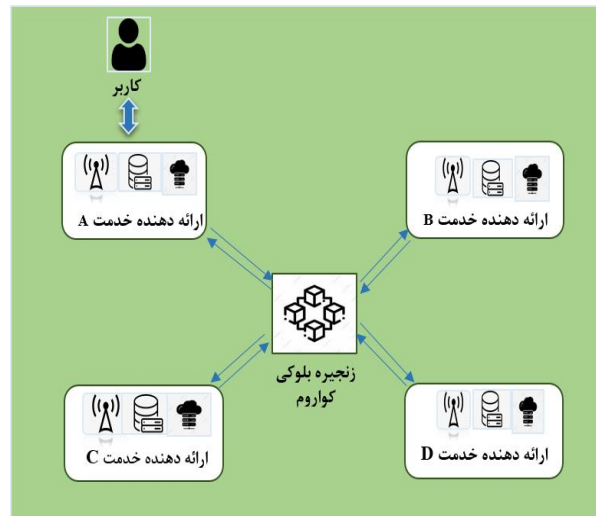 کاربر
ارائه دهنده خدمت A
ارائه دهنده خدمت B
زنجیره بلوکی
کواروم
ارائه دهنده خدمت C
ارائه دهنده خدمت D